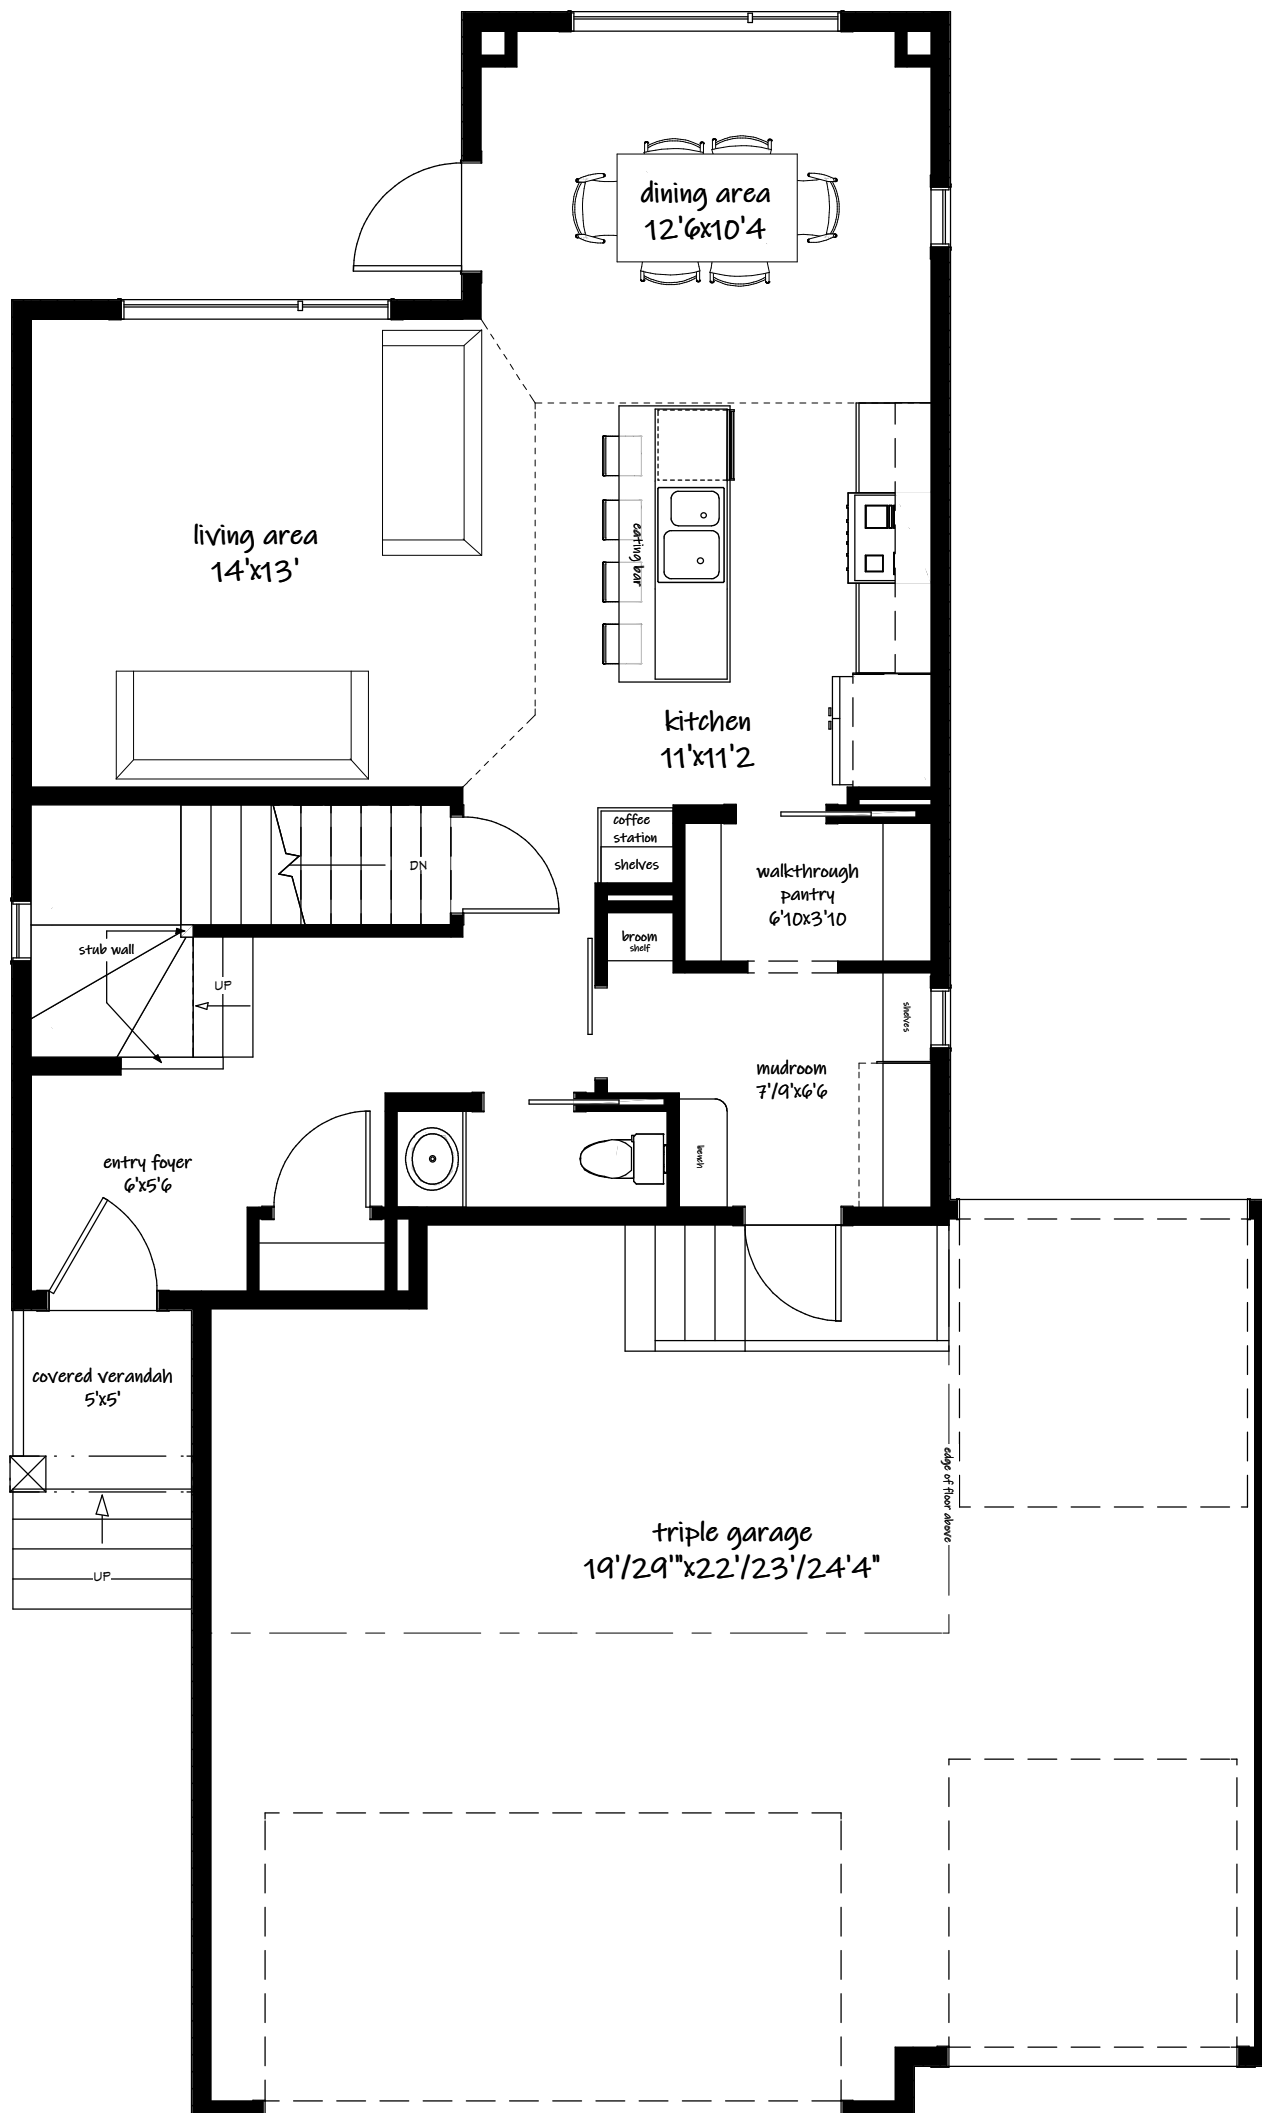 dining area
12'6x10'4
living area
14'x13'
eating bar
kitchen
11'x11'2
coffee
station
shelves
DN
walkthrough
pantry
6'10x3'10
broom
shelf
stub wall
UP
shelves
mudroom
7'/9'x6'6
bench
entry foyer
6'x5'6
covered verandah
5'x5'
edge of floor above
triple garage
19'/29'"x22'/23'/24'4"
UP